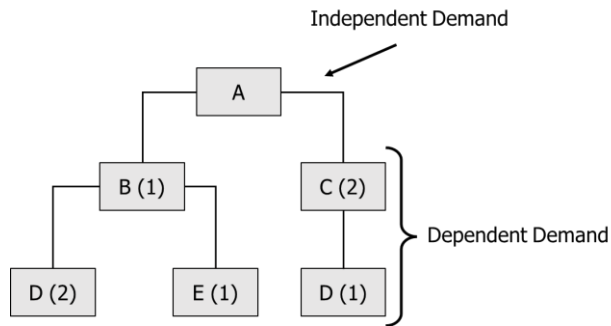 Independent Demand
A
B (1)
C (2)
Dependent Demand
D (2)
E (1)
D (1)